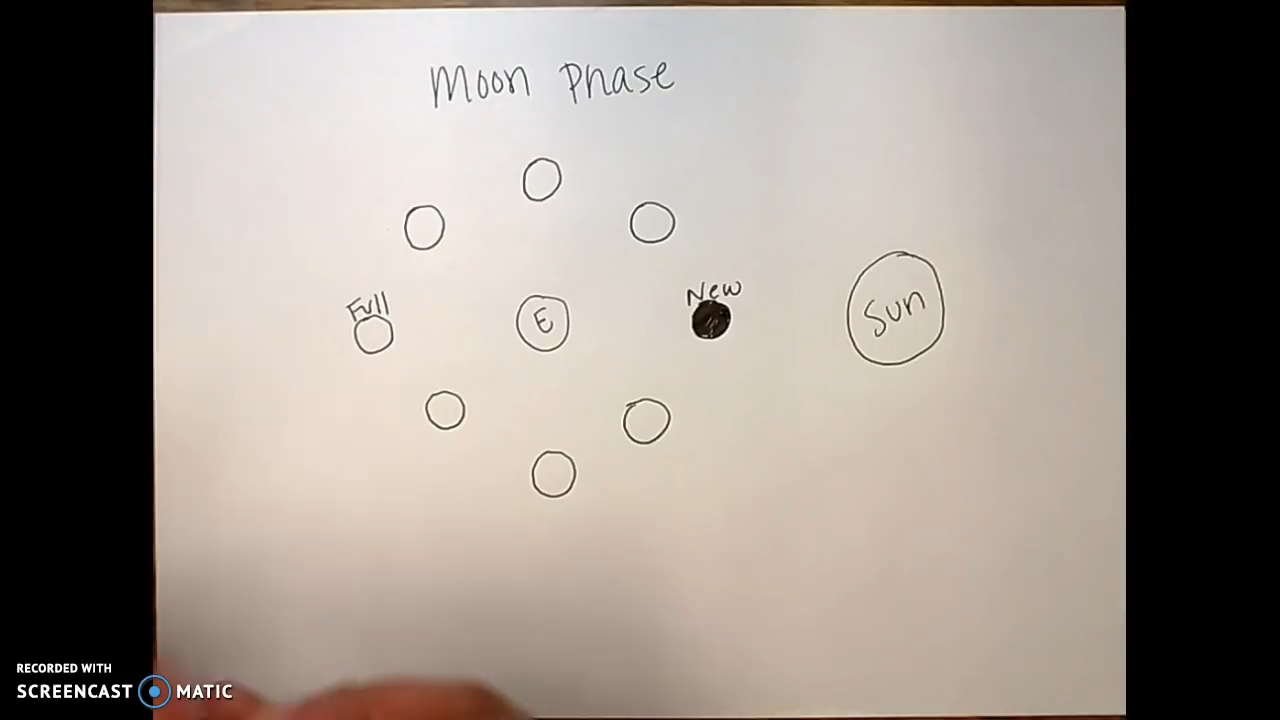 Moon Phase
Full
New
E
Sun
RECORDED WITH
SCREENCAST MATIC